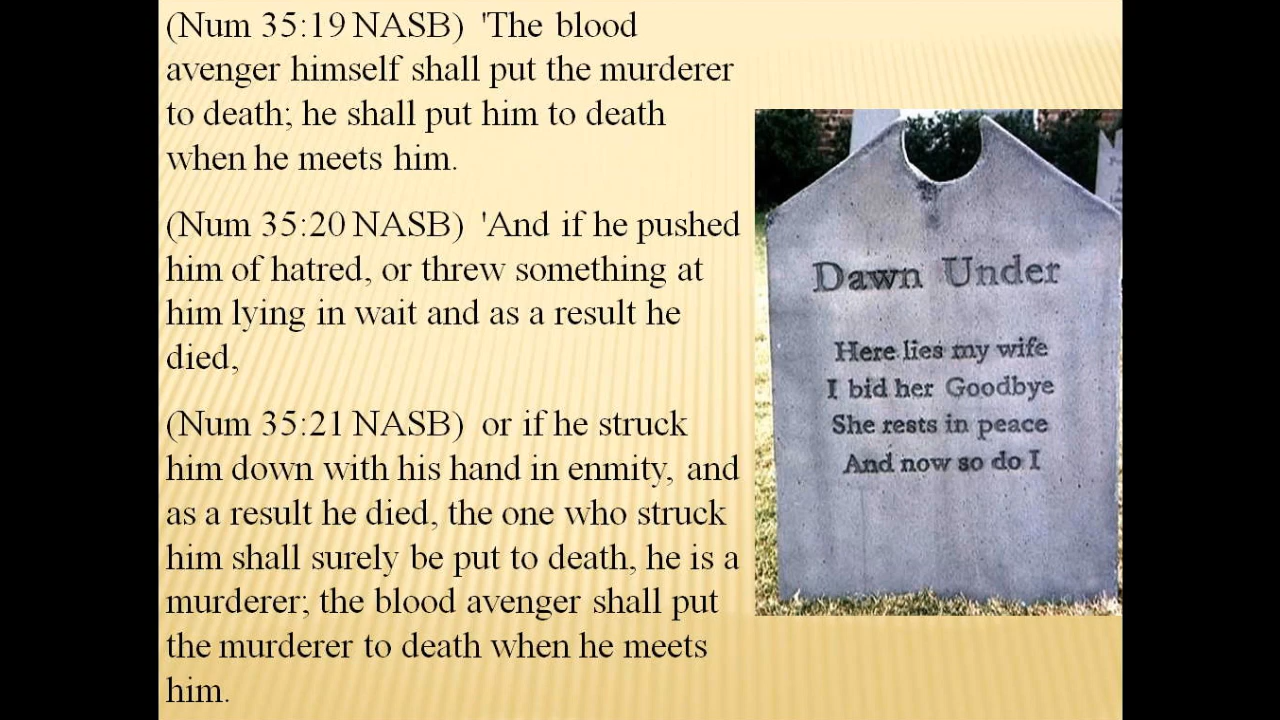 (Num 35:19 NASB)  'The blood
avenger himself shall put the murderer
to death; he shall put him to death
when he meets him.
(Num 35:20 NASB)  'And if he pushed
him of hatred, or threw something at
him lying in wait and as a result he
died,
(Num 35:21 NASB)  or if he struck
him down with his hand in enmity, and
as a result he died, the one who struck
him shall surely be put to death, he is a
murderer; the blood avenger shall put
the murderer to death when he meets
him.
Dawn Under
Here lies my wife
I bid her Goodbye
She rests in peace
And now so do I